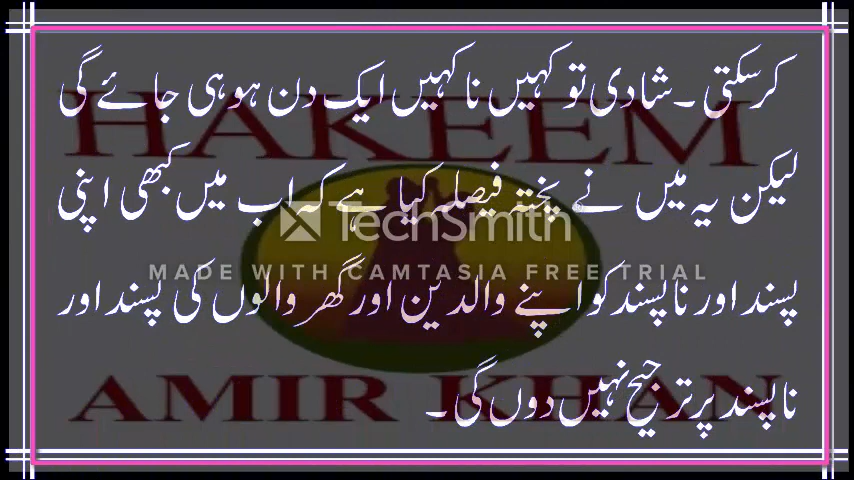 کرسکتی۔شادی تو کہیں نا کہیں ایک دن ہو ہی جائے گی
HAKEEM
لیکن یہ میں نے پختہ فیصلہ کیا ہے کہ اب میں کبھی اپنی
TechSmith
MADE WITH CAMTASIA FREE TRIAL
پسند اور ناپسند کو اپنے والدین اور گھر والوں کی پسند اور
AMIR KHAN
ناپسند پر ترجیح نہیں دوں گی۔